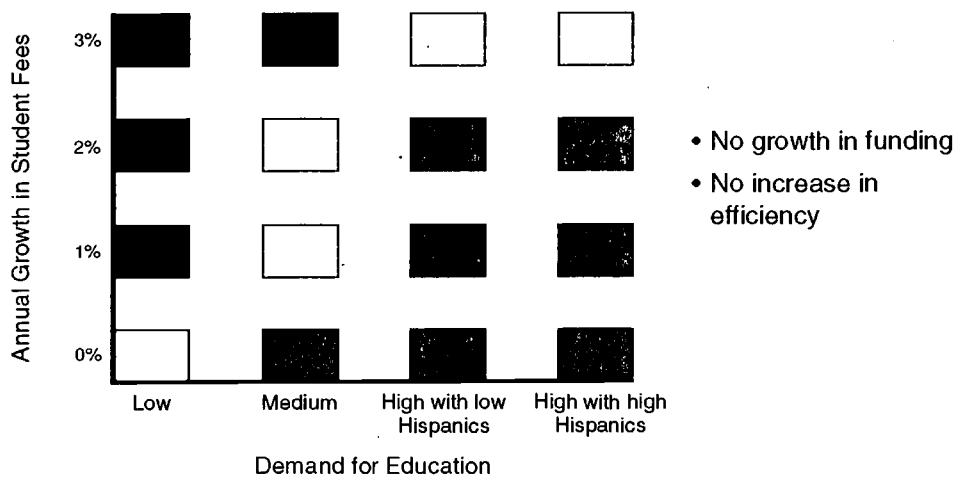 Annual Growth in Student Fees
3%
2%
1%
0%
Low
Medium
High with low
Hispanics
High with high
Hispanics
Demand for Education
• No growth in funding
• No increase in
efficiency